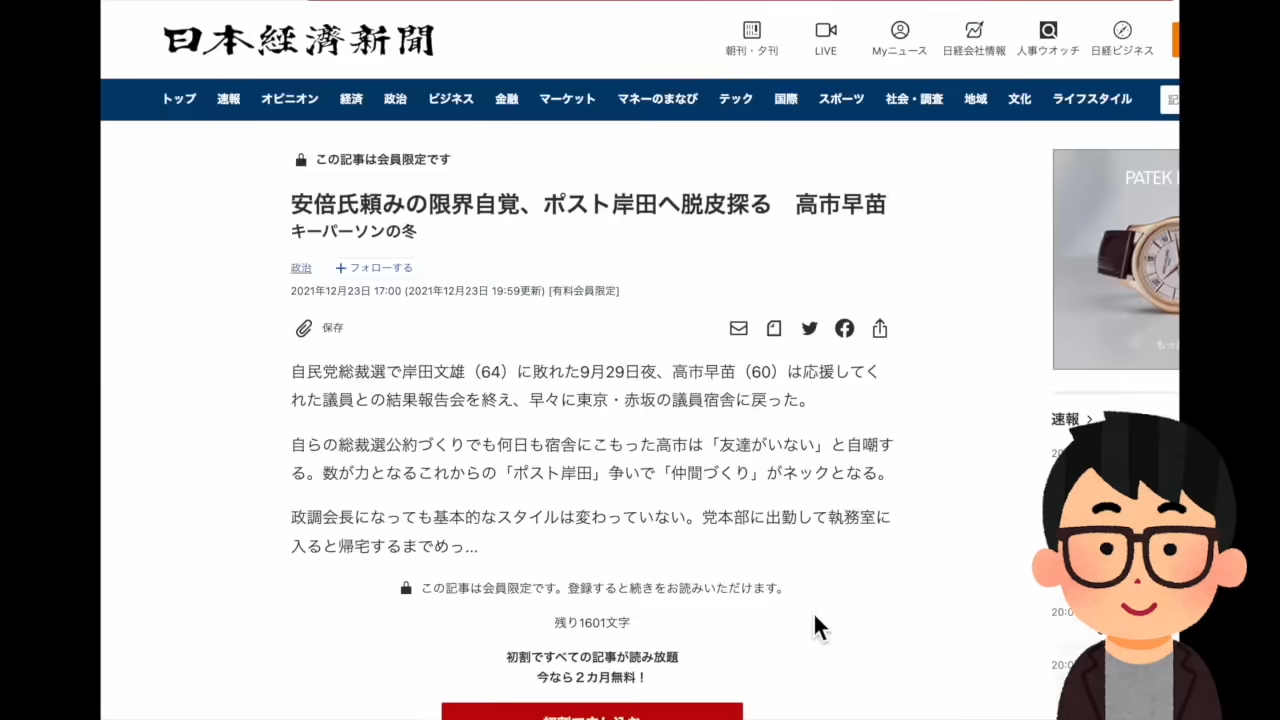 日本経済新聞
朝刊・夕刊
LIVE
Myニュース
日経会社情報
人事ウオッチ
日経ビジネス
トップ 速報 オピニオン 経済 政治 ビジネス 金融 マーケット マネーのまなび テック 国際 スポーツ 社会・調査 地域 文化 ライフスタイル
この記事は会員限定です
安倍氏頼みの限界自覚、ポスト岸田へ脱皮探る　高市早苗
キーパーソンの冬
政治 ＋フォローする
2021年12月23日 17:00 (2021年12月23日 19:59更新) [有料会員限定]
保存
PATEK
自民党総裁選で岸田文雄（64）に敗れた9月29日夜、高市早苗（60）は応援してく
れた議員との結果報告会を終え、早々に東京・赤坂の議員宿舎に戻った。
速報 >
自らの総裁選公約づくりでも何日も宿舎にこもった高市は「友達がいない」と自嘲す
る。数が力となるこれからの「ポスト岸田」争いで「仲間づくり」がネックとなる。
政調会長になっても基本的なスタイルは変わっていない。党本部に出勤して執務室に
入ると帰宅するまでめっ...
この記事は会員限定です。登録すると続きをお読みいただけます。
残り1601文字
初割ですべての記事が読み放題
今なら２カ月無料！